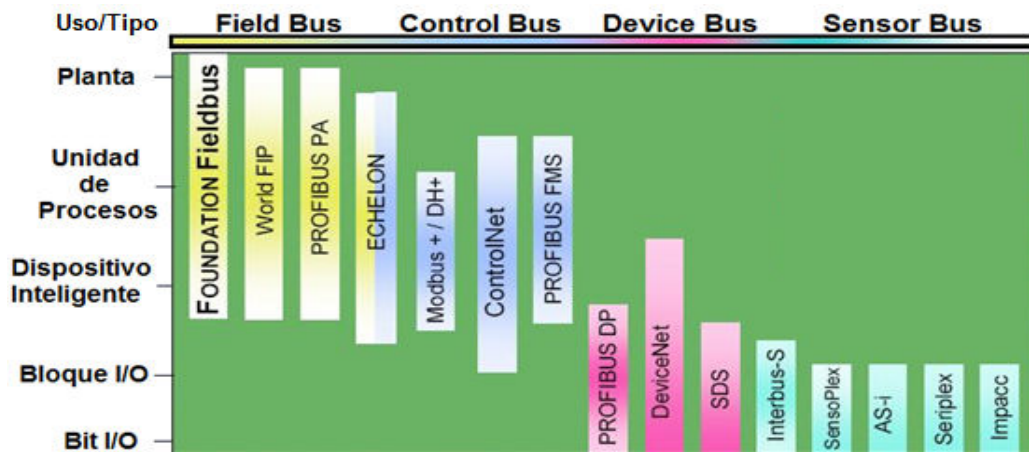 Uso/Tipo Field Bus Control Bus Device Bus Sensor Bus
Planta
Unidad
de
Procesos
Dispositivo
Inteligente
Bloque I/O
Bit I/O
FOUNDATION Fieldbus
World FIP
PROFIBUS PA
ECHELON
Modbus + / DH+
ControlNet
PROFIBUS FMS
PROFIBUS DP
DeviceNet
SDS
Interbus-S
SensoPlex
AS-i
Seriplex
Impacc